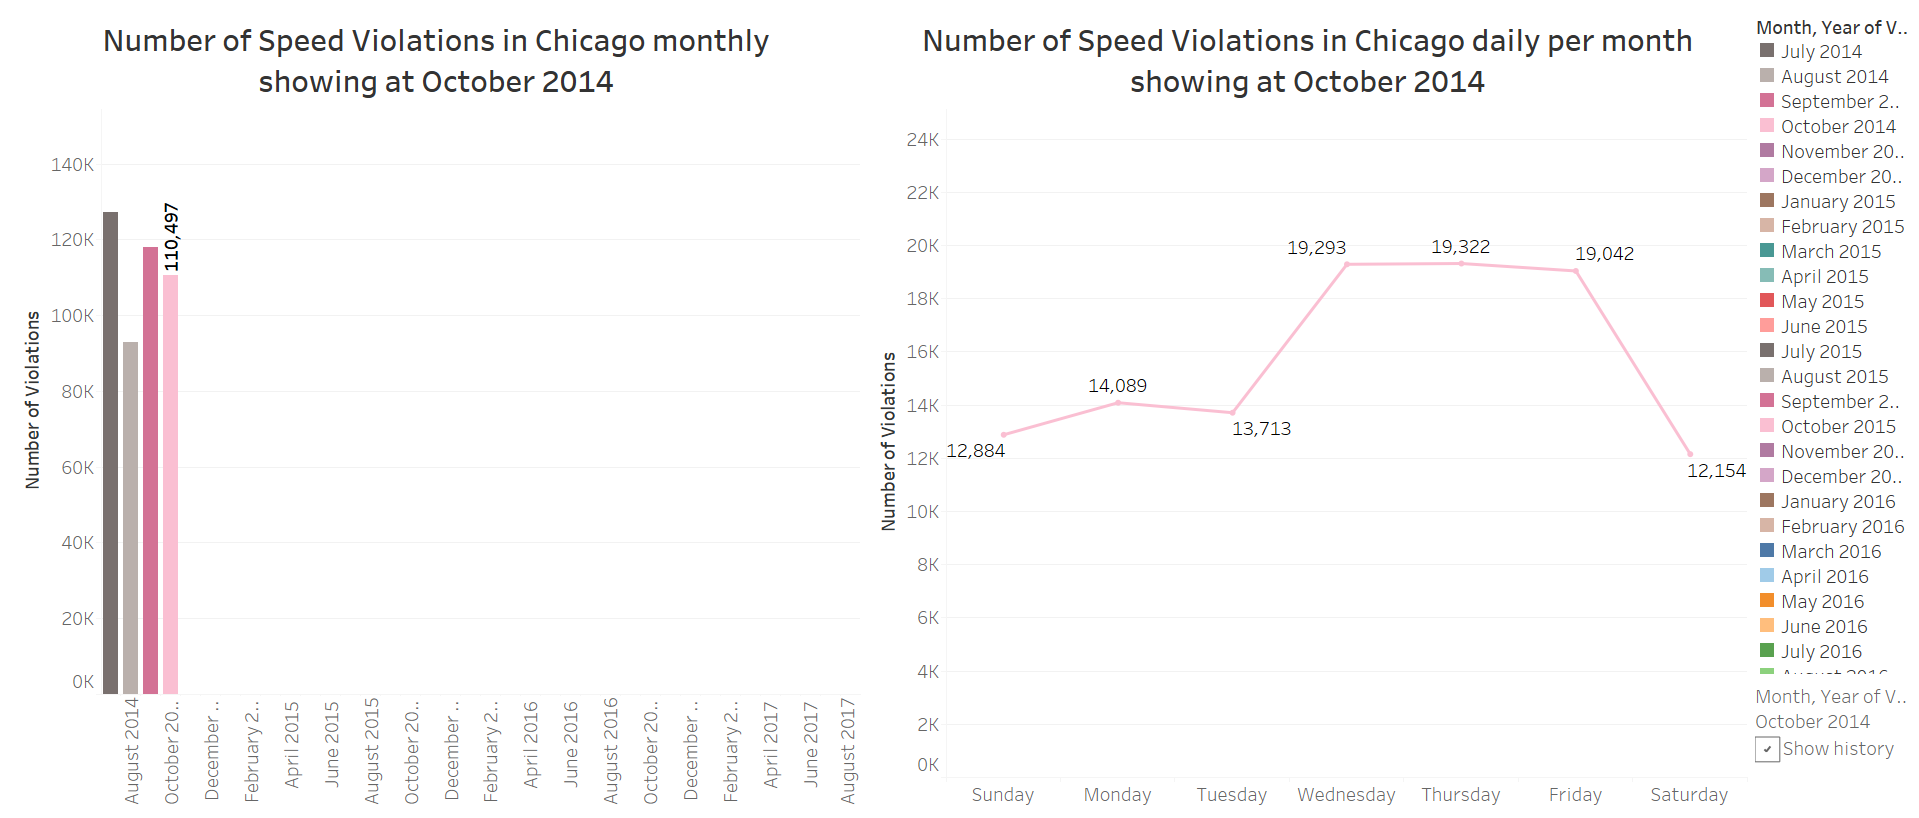 Number of Speed Violations in Chicago monthly
showing at October 2014
Number of Violations
140K
120K
100K
80K
60K
40K
20K
0K
110,497
August 2014
October 20..
December ..
February 2..
April 2015
June 2015
August 2015
October 20..
December ..
February 2..
April 2016
June 2016
August 2016
October 20..
December ..
February 2..
April 2017
June 2017
August 2017
Number of Speed Violations in Chicago daily per month
showing at October 2014
Number of Violations
24K
22K
20K
18K
16K
14K
12K
10K
8K
6K
4K
2K
0K
12,884
14,089
13,713
19,293
19,322
19,042
12,154
Sunday
Monday
Tuesday
Wednesday
Thursday
Friday
Saturday
Month, Year of V..
July 2014
August 2014
September 2..
October 2014
November 20..
December 20..
January 2015
February 2015
March 2015
April 2015
May 2015
June 2015
July 2015
August 2015
September 2..
October 2015
November 20..
December 20..
January 2016
February 2016
March 2016
April 2016
May 2016
June 2016
July 2016
August 2016
Month, Year of V..
October 2014
Show history